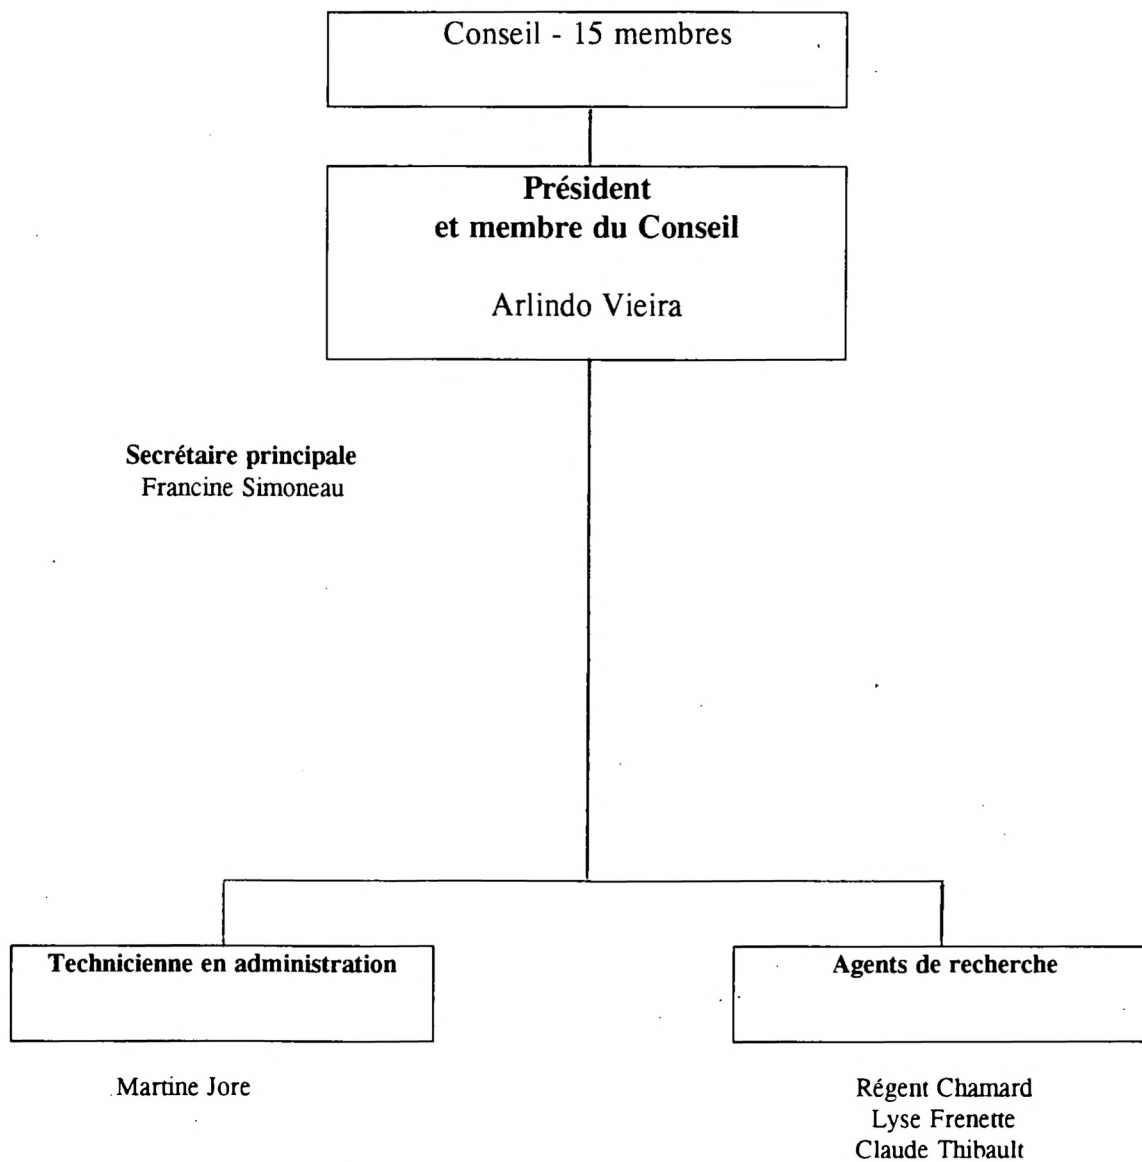 Conseil - 15 membres
Président
et membre du Conseil
Arlindo Vieira
Secrétaire principale
Francine Simoneau
Technicienne en administration
Martine Jore
Agents de recherche
Régent Chamard
Lyse Frenette
Claude Thibault